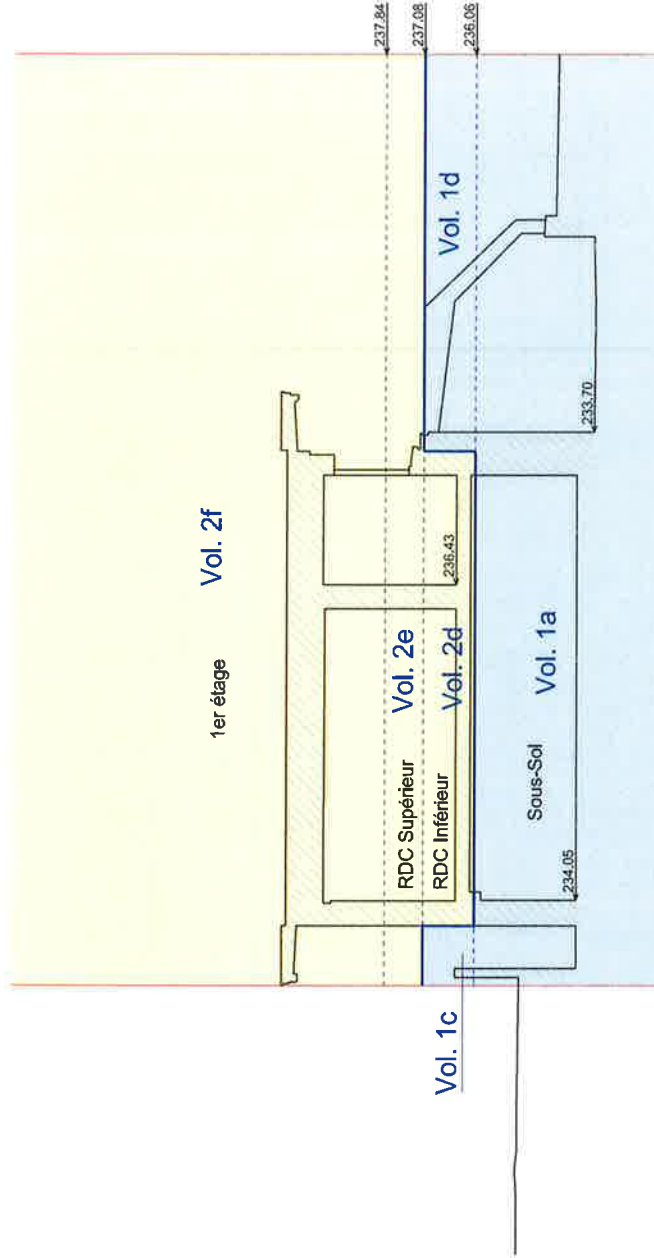 237.84
237.08
236.06
Vol. 2f
1er étage
Vol. 1d
233.70
236.43
Vol. 2e
RDC Supérieur
Vol. 2d
RDC Inférieur
Vol. 1a
Sous-Sol
234.05
Vol. 1c